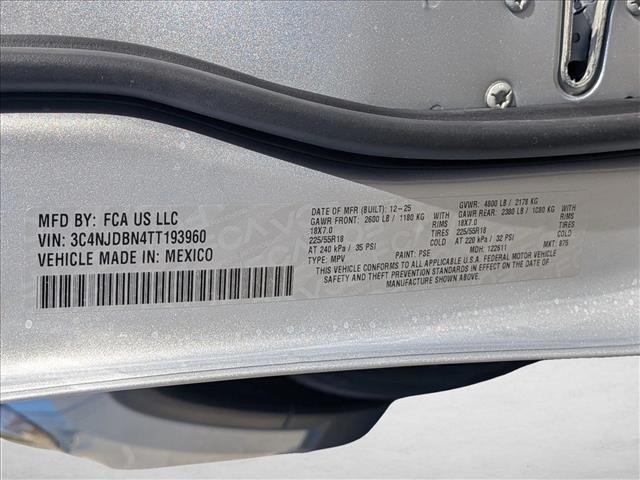 MFD BY: FCA US LLC
VIN: 3C4NJDBN4TT193960
VEHICLE MADE IN: MEXICO
DATE OF MFR (BUILT): 12-25 GVWR: 4800 LB / 2178 KG
GAWR FRONT: 2600 LB / 1180 KG WITH GAWR REAR: 2380 LB / 1080 KG WITH
18X7.0 RIMS 18X7.0 RIMS
225/55R18 TIRES 225/55R18 TIRES
AT 240 kPa / 35 PSI COLD AT 220 kPa / 32 PSI COLD
TYPE: MPV PAINT: PSE MDH: 122511 MKT: 875
THIS VEHICLE CONFORMS TO ALL APPLICABLE U.S.A. FEDERAL MOTOR VEHICLE
SAFETY AND THEFT PREVENTION STANDARDS IN EFFECT ON THE DATE OF
MANUFACTURE SHOWN ABOVE.